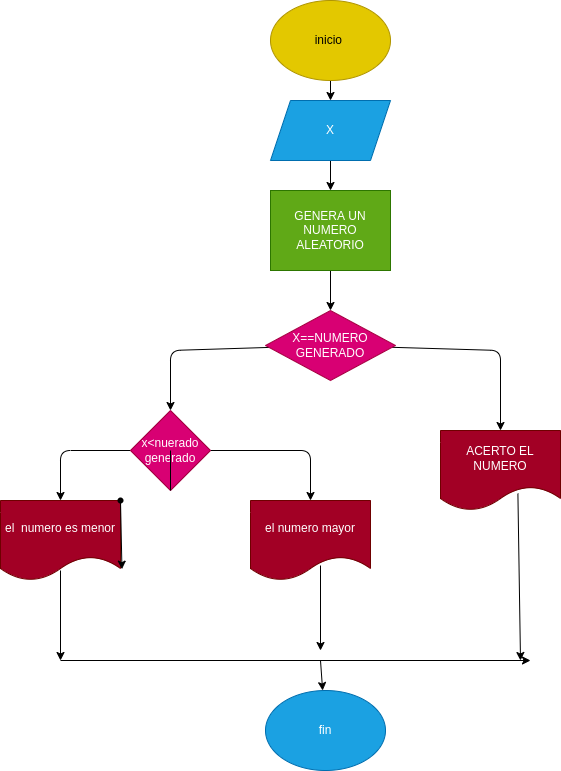 inicio
X
GENERA UN
NUMERO
ALEATORIO
X==NUMERO
GENERADO
x<nuerado
generado
ACERTO EL
NUMERO
el  numero es menor
el numero mayor
fin